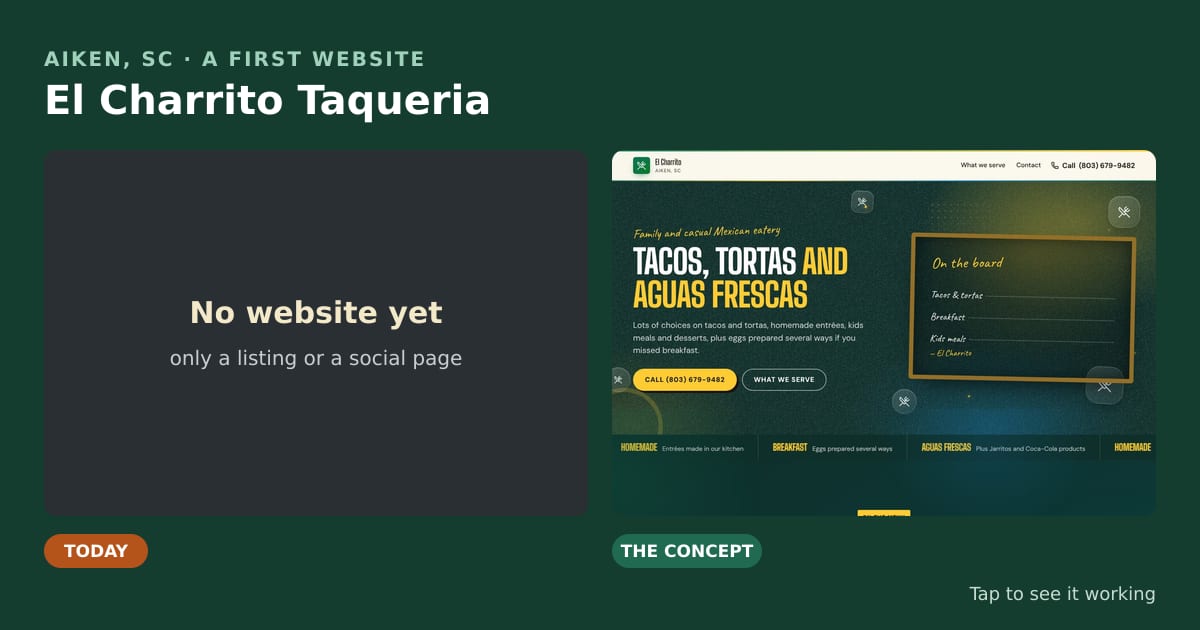 AIKEN, SC · A FIRST WEBSITE
El Charrito Taqueria
No website yet
only a listing or a social page
TODAY
El Charrito
AIKEN, SC
What we serve
Contact
Call (803) 679-9482
Family and casual Mexican eatery
TACOS, TORTAS AND
AGUAS FRESCAS
Lots of choices on tacos and tortas, homemade entrées, kids
meals and desserts, plus eggs prepared several ways if you
missed breakfast.
CALL (803) 679-9482
WHAT WE SERVE
On the board
Tacos & tortas
Breakfast
Kids meals
– El Charrito
HOMEMADE Entrées made in our kitchen
BREAKFAST Eggs prepared several ways
AGUAS FRESCAS Plus Jarritos and Coca-Cola products
HOMEMADE
THE CONCEPT
Tap to see it working